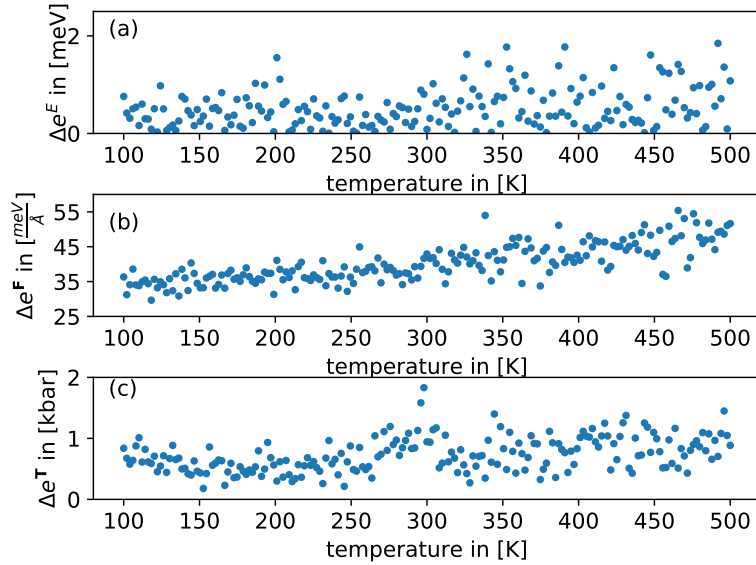 (a)
Δe^E in [meV]
2
0
100 150 200 250 300 350 400 450 500
temperature in [K]
(b)
Δe^F in [meV/Å]
55
45
35
25
100 150 200 250 300 350 400 450 500
temperature in [K]
(c)
Δe^T in [kbar]
2
1
0
100 150 200 250 300 350 400 450 500
temperature in [K]